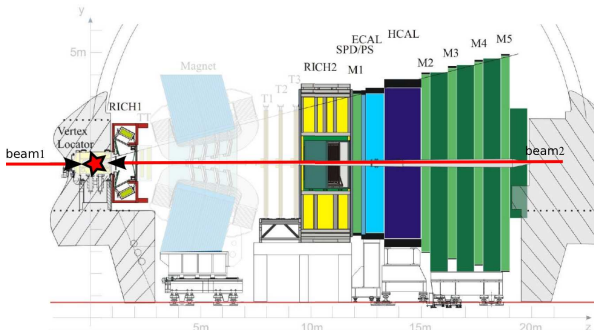 y
5m
Magnet
RICH1
TT
Vertex
Locator
beam1
T1
T2
T3
RICH2
SPD/PS
ECAL
HCAL
M1
M2
M3
M4
M5
beam2
5m
10m
15m
20m
z